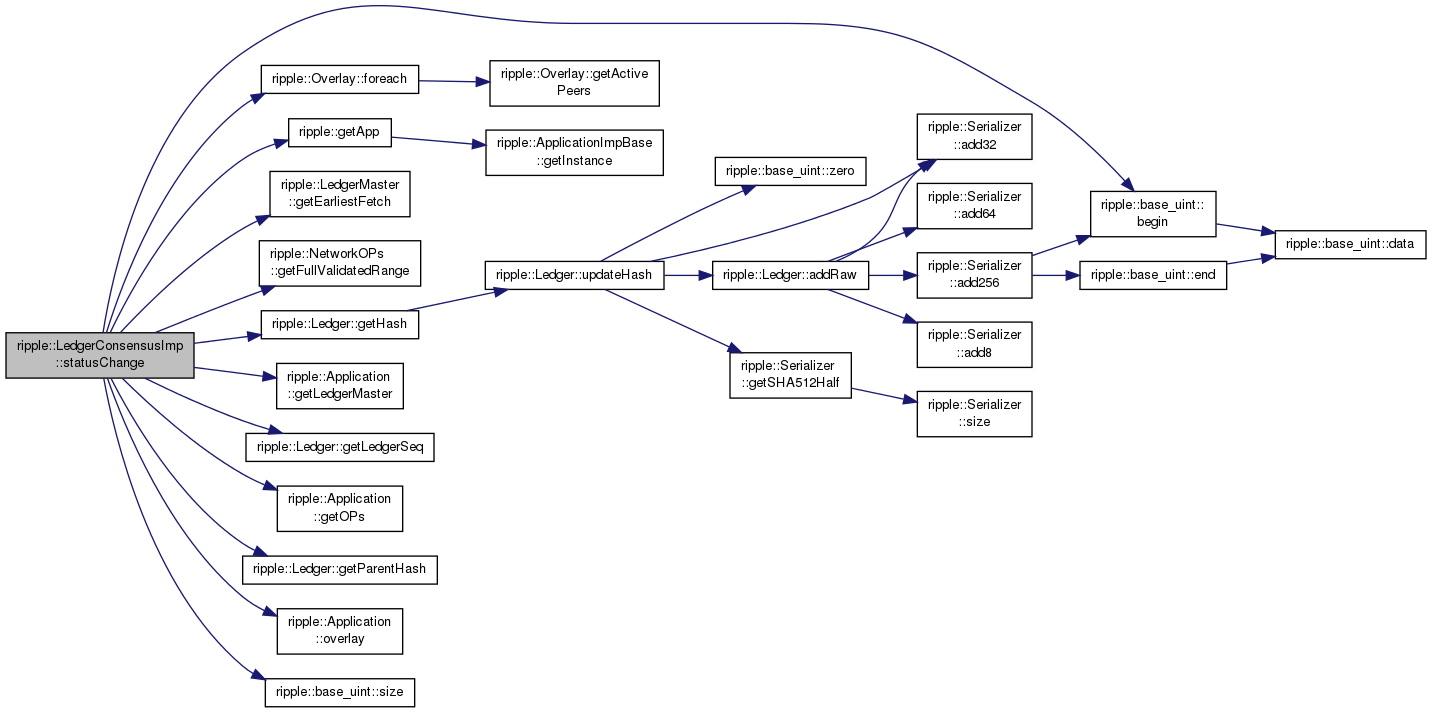 ripple::LedgerConsensusImp
::statusChange
ripple::Overlay::foreach
ripple::getApp
ripple::LedgerMaster
::getEarliestFetch
ripple::NetworkOPs
::getFullValidatedRange
ripple::Ledger::getHash
ripple::Application
::getLedgerMaster
ripple::Ledger::getLedgerSeq
ripple::Application
::getOPs
ripple::Ledger::getParentHash
ripple::Application
::overlay
ripple::base_uint::size
ripple::Overlay::getActive
Peers
ripple::ApplicationImpBase
::getInstance
ripple::Ledger::updateHash
ripple::base_uint::zero
ripple::Ledger::addRaw
ripple::Serializer
::getSHA512Half
ripple::Serializer
::add32
ripple::Serializer
::add64
ripple::Serializer
::add256
ripple::Serializer
::add8
ripple::Serializer
::size
ripple::base_uint::
begin
ripple::base_uint::end
ripple::base_uint::data